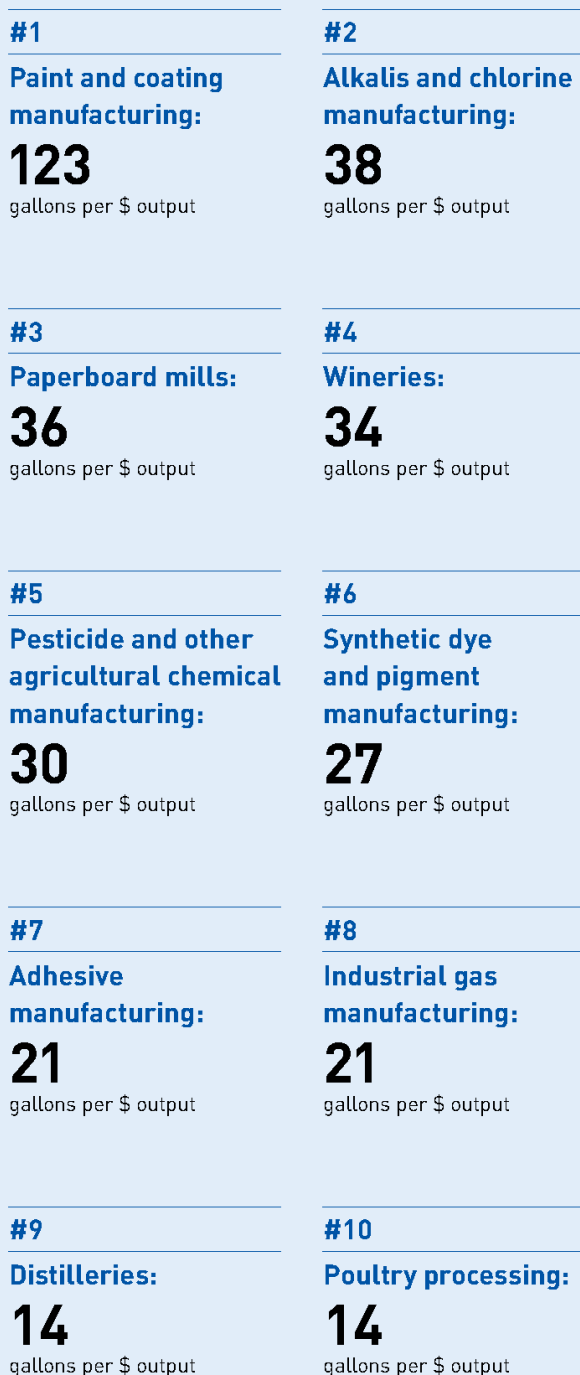 #1
Paint and coating
manufacturing:
123
gallons per $ output
#2
Alkalis and chlorine
manufacturing:
38
gallons per $ output
#3
Paperboard mills:
36
gallons per $ output
#4
Wineries:
34
gallons per $ output
#5
Pesticide and other
agricultural chemical
manufacturing:
30
gallons per $ output
#6
Synthetic dye
and pigment
manufacturing:
27
gallons per $ output
#7
Adhesive
manufacturing:
21
gallons per $ output
#8
Industrial gas
manufacturing:
21
gallons per $ output
#9
Distilleries:
14
gallons per $ output
#10
Poultry processing:
14
gallons per $ output